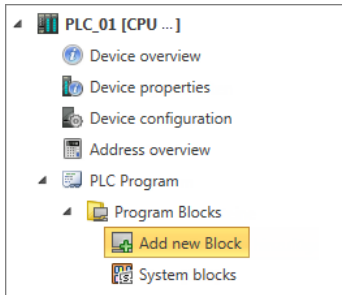 PLC_01 [CPU ...]
Device overview
Device properties
Device configuration
Address overview
PLC Program
Program Blocks
Add new Block
System blocks